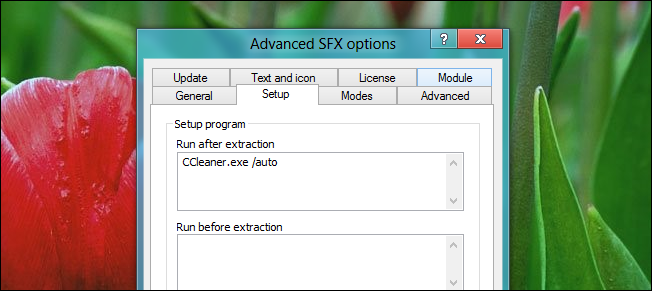 Advanced SFX options
?
x
Update Text and icon License Module
General Setup Modes Advanced
Setup program
Run after extraction
CCleaner.exe /auto
Run before extraction